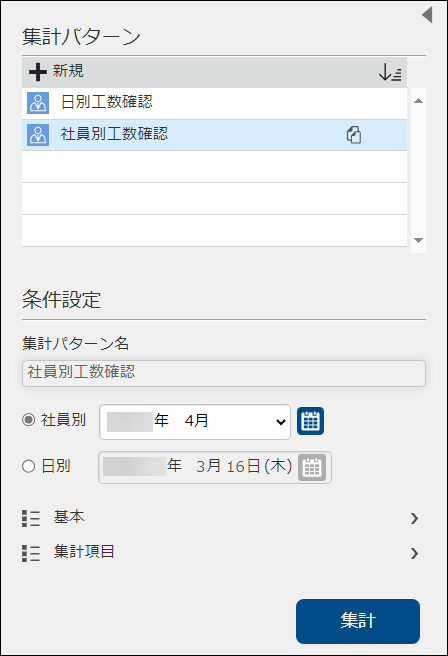 集計パターン
新規
日別工数確認
社員別工数確認
条件設定
集計パターン名
社員別工数確認
社員別 年 4月
日別 年 3月 16日(木)
基本
集計項目
集計